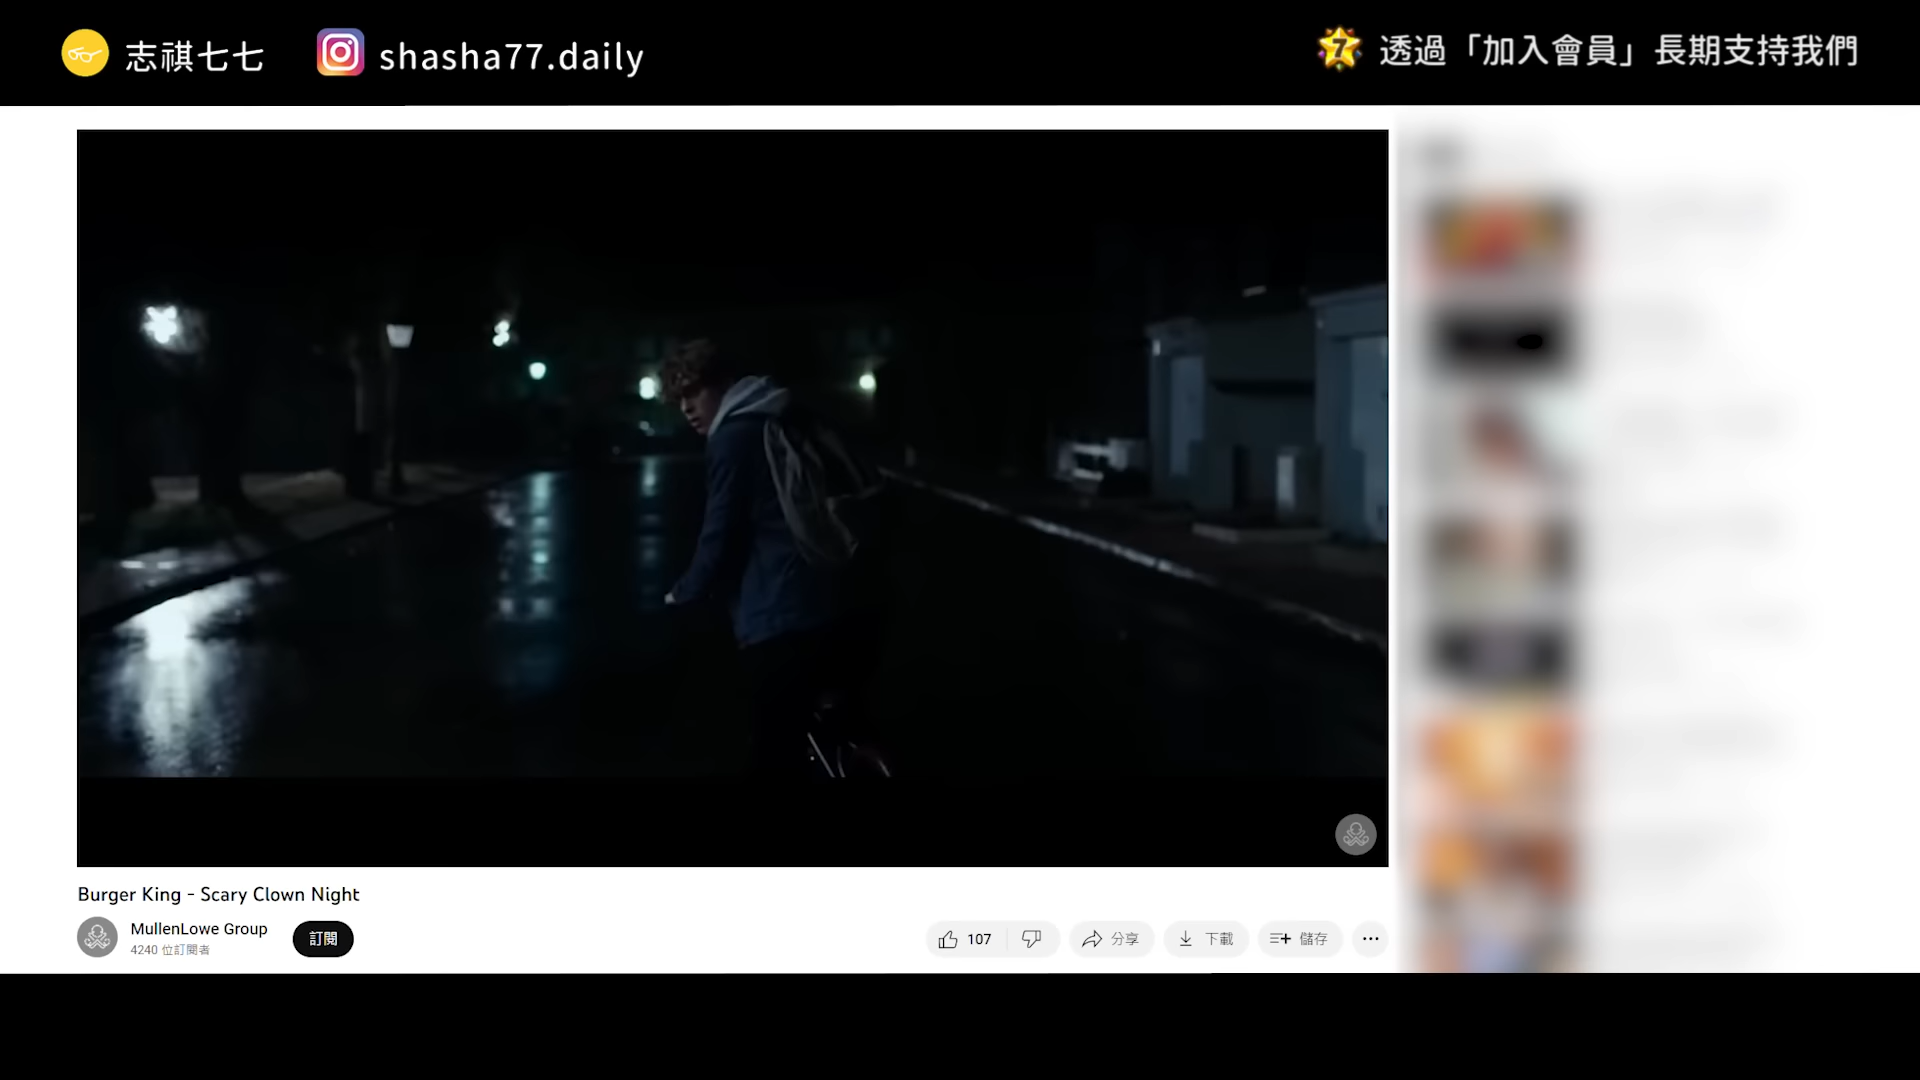 志祺七七
shasha77.daily
7 透過「加入會員」長期支持我們
Burger King - Scary Clown Night
MullenLowe Group
4240 位訂閱者
訂閱
107
分享
下載
儲存